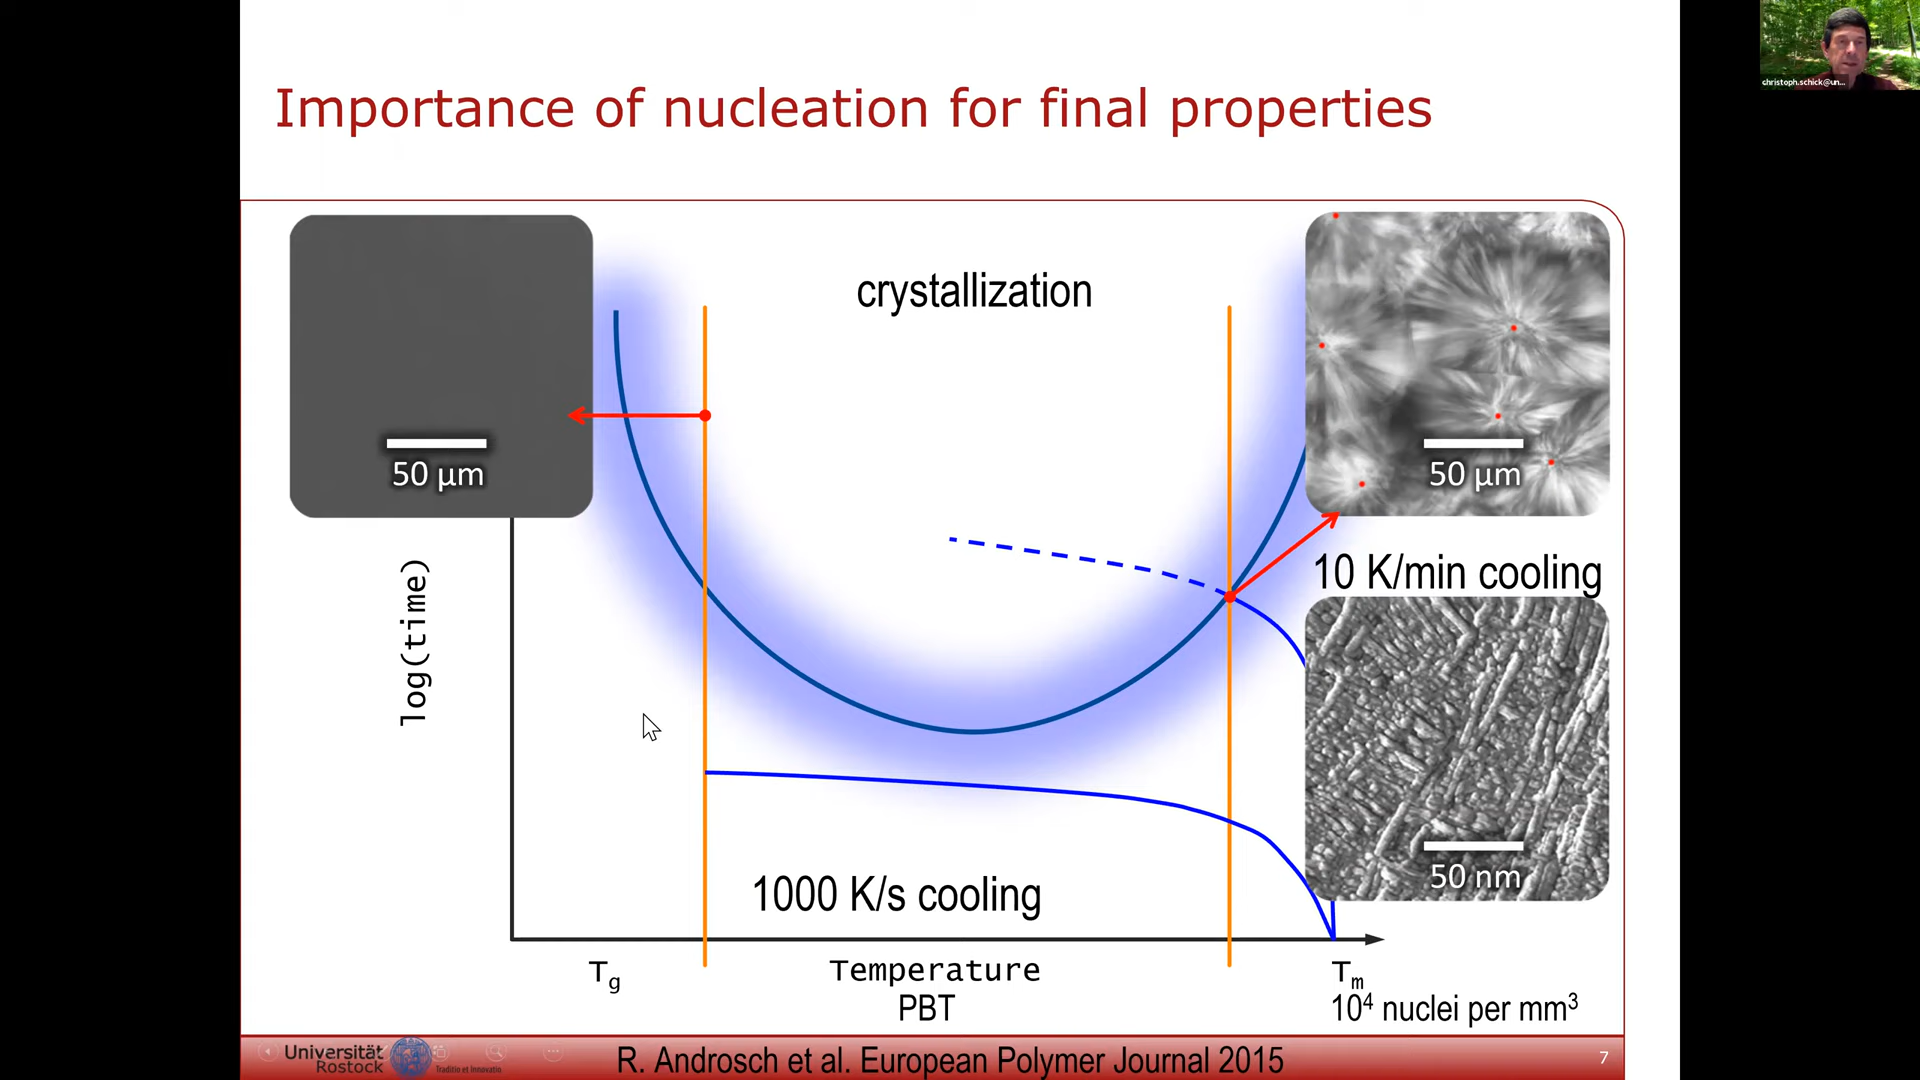 christoph.schick@un...
Importance of nucleation for final properties
crystallization
50 µm
50 µm
10 K/min cooling
log(time)
50 nm
1000 K/s cooling
Tg
Temperature
Tm
PBT
10⁴ nuclei per mm³
Universität
Rostock
Traditio et Innovatio
R. Androsch et al. European Polymer Journal 2015
7